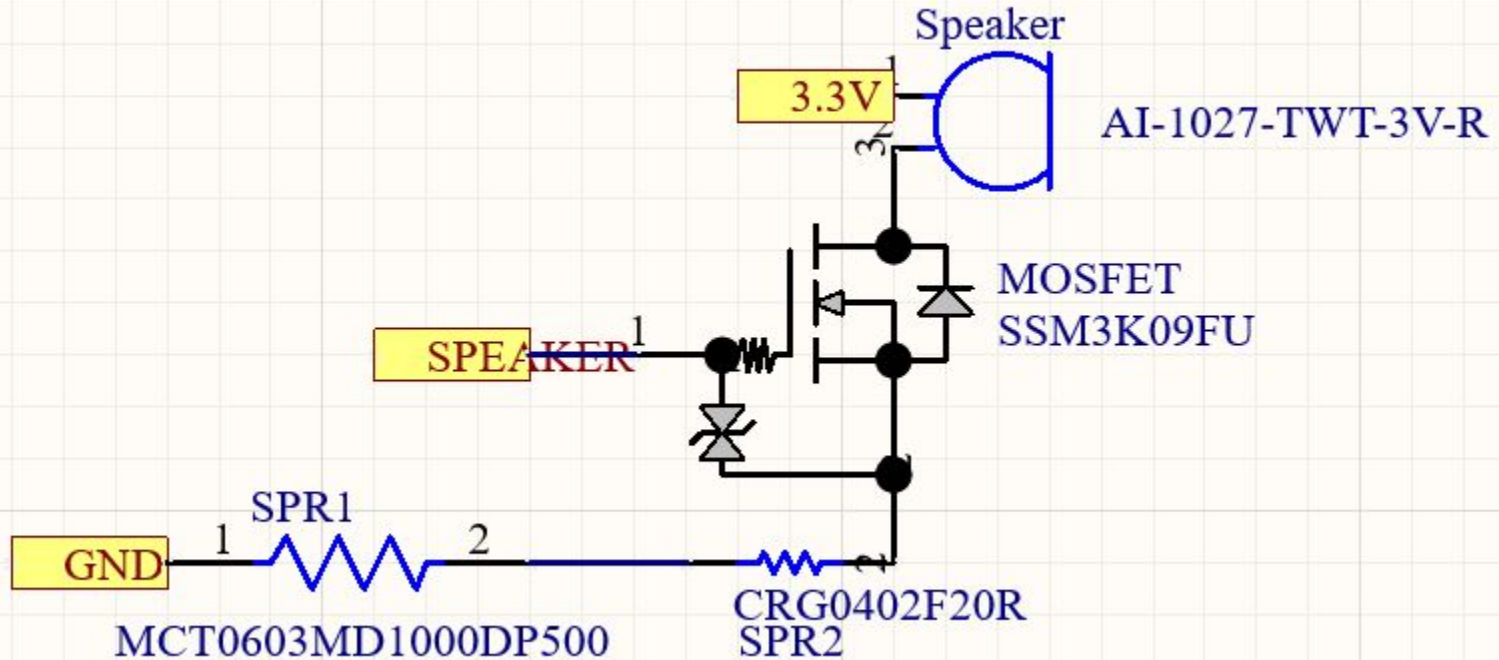 Speaker
1
3.3V
AI-1027-TWT-3V-R
2
3
MOSFET
SSM3K09FU
1
SPEAKER
SPR1
1
2
GND
2
CRG0402F20R
MCT0603MD1000DP500
SPR2